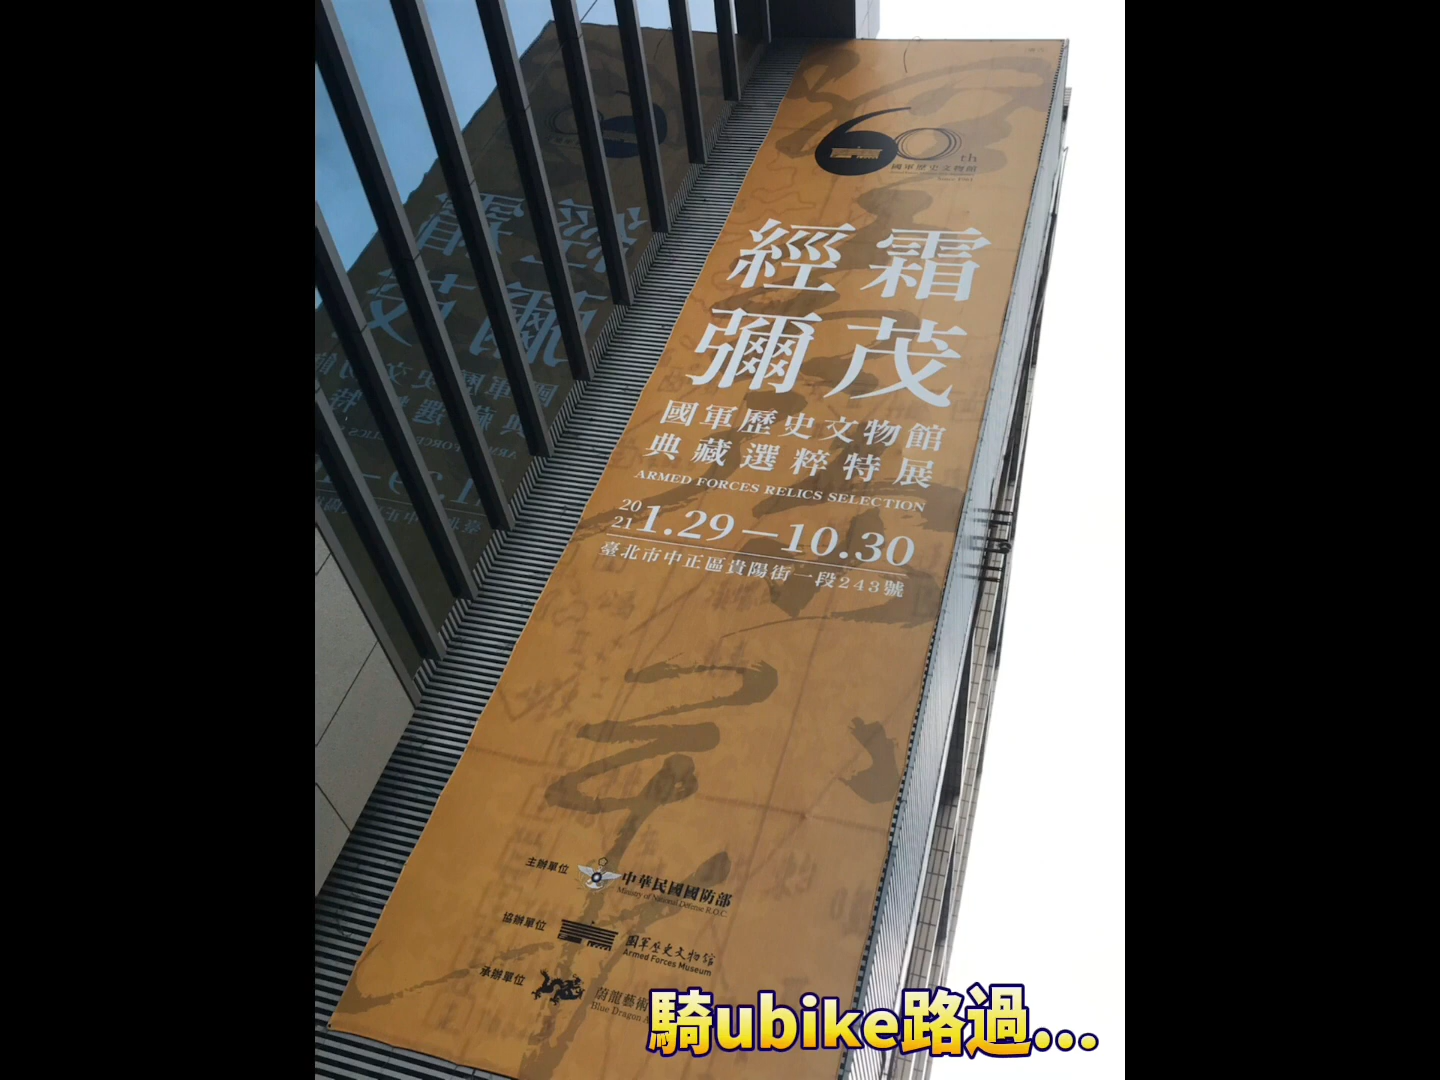 60th
國軍歷史文物館
經霜
彌茂
國軍歷史文物館
典藏選粹特展
ARMED FORCES RELICS SELECTION
2021 1.29—10.30
臺北市中正區貴陽街一段243號
主辦單位
中華民國國防部
Ministry of National Defense R.O.C.
協辦單位
國軍歷史文物館
Armed Forces Museum
承辦單位
蔚龍藝術
Blue Dragon
騎ubike路過...